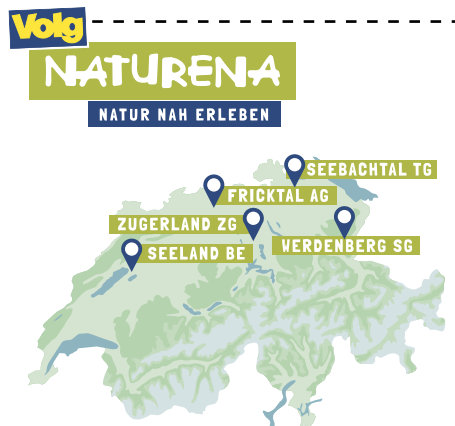 Volg
NATURENA
NATUR NAH ERLEBEN
SEEBACHTAL TG
FRICKTAL AG
ZUGERLAND ZG
WERDENBERG SG
SEELAND BE